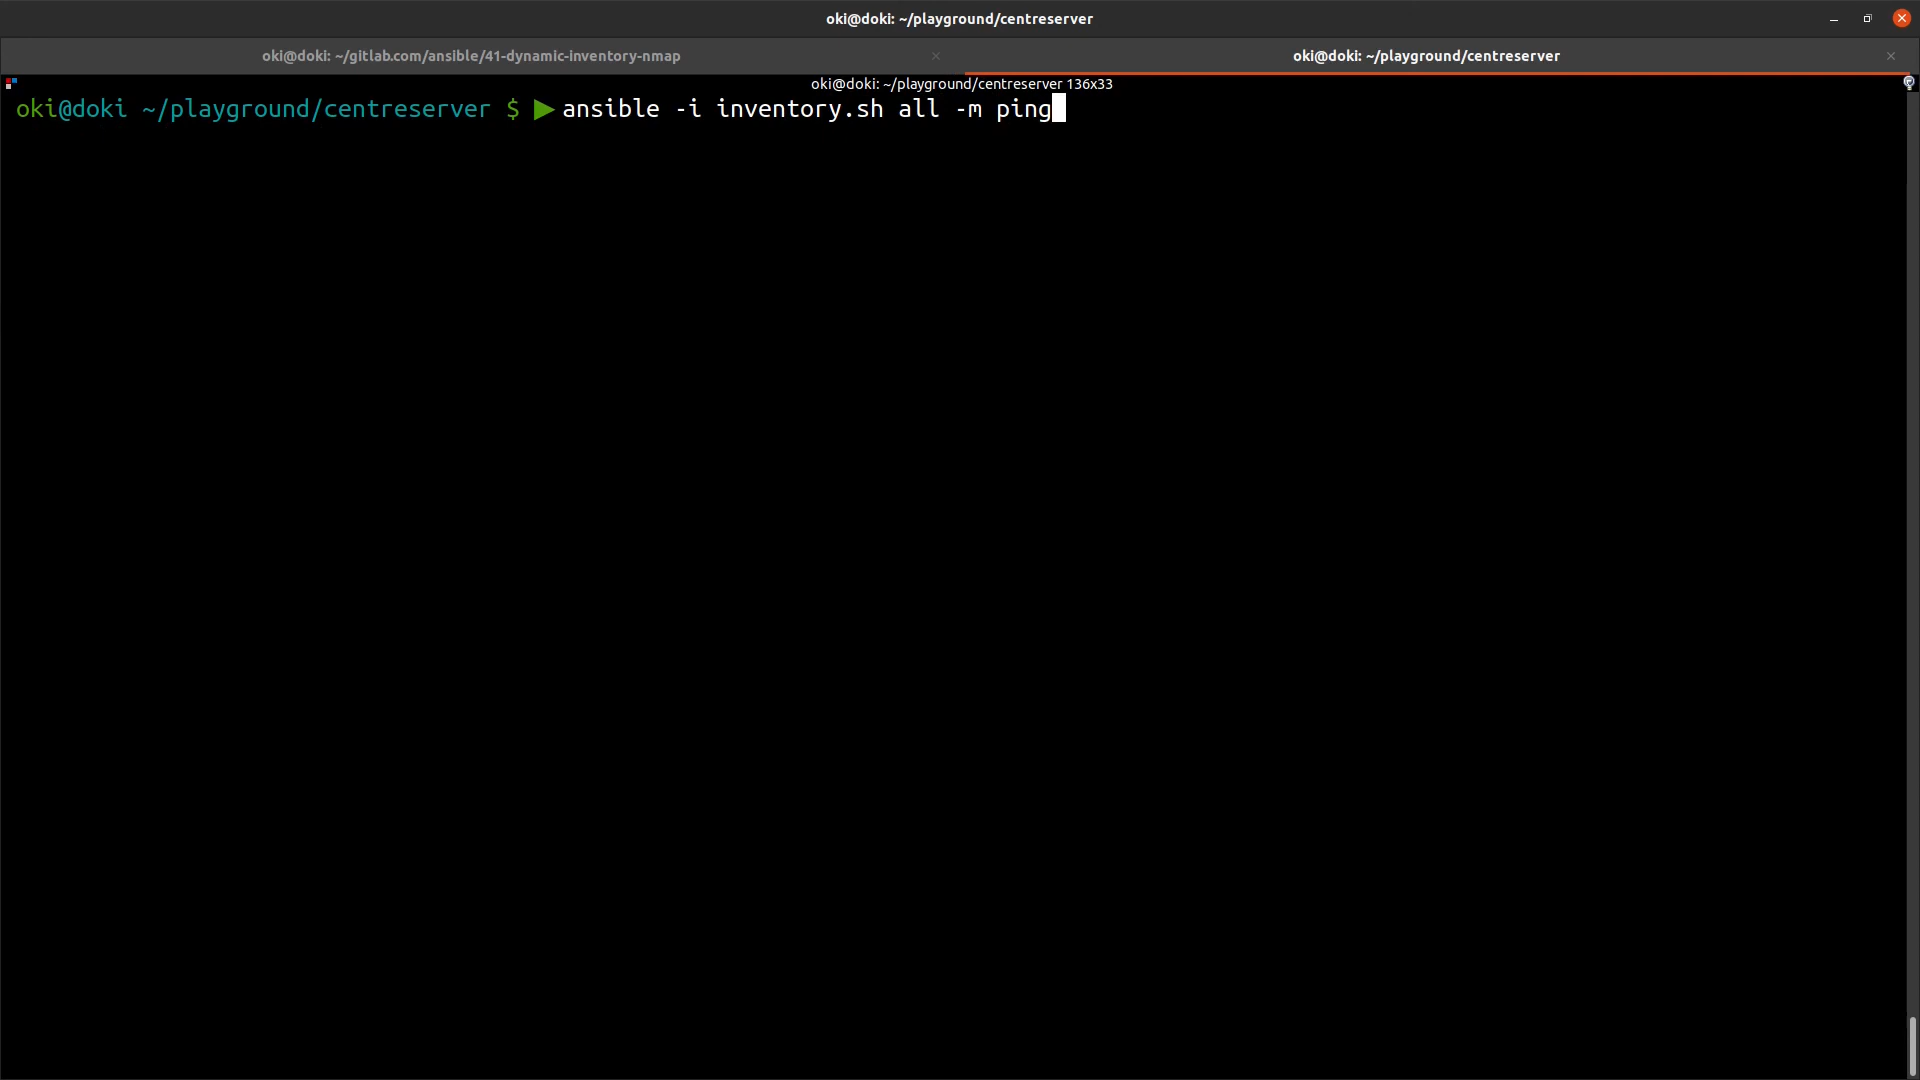 oki@doki: ~/playground/centreserver
oki@doki: ~/gitlab.com/ansible/41-dynamic-inventory-nmap
oki@doki: ~/playground/centreserver
oki@doki: ~/playground/centreserver 136x33
oki@doki ~/playground/centreserver $ ▶ ansible -i inventory.sh all -m ping